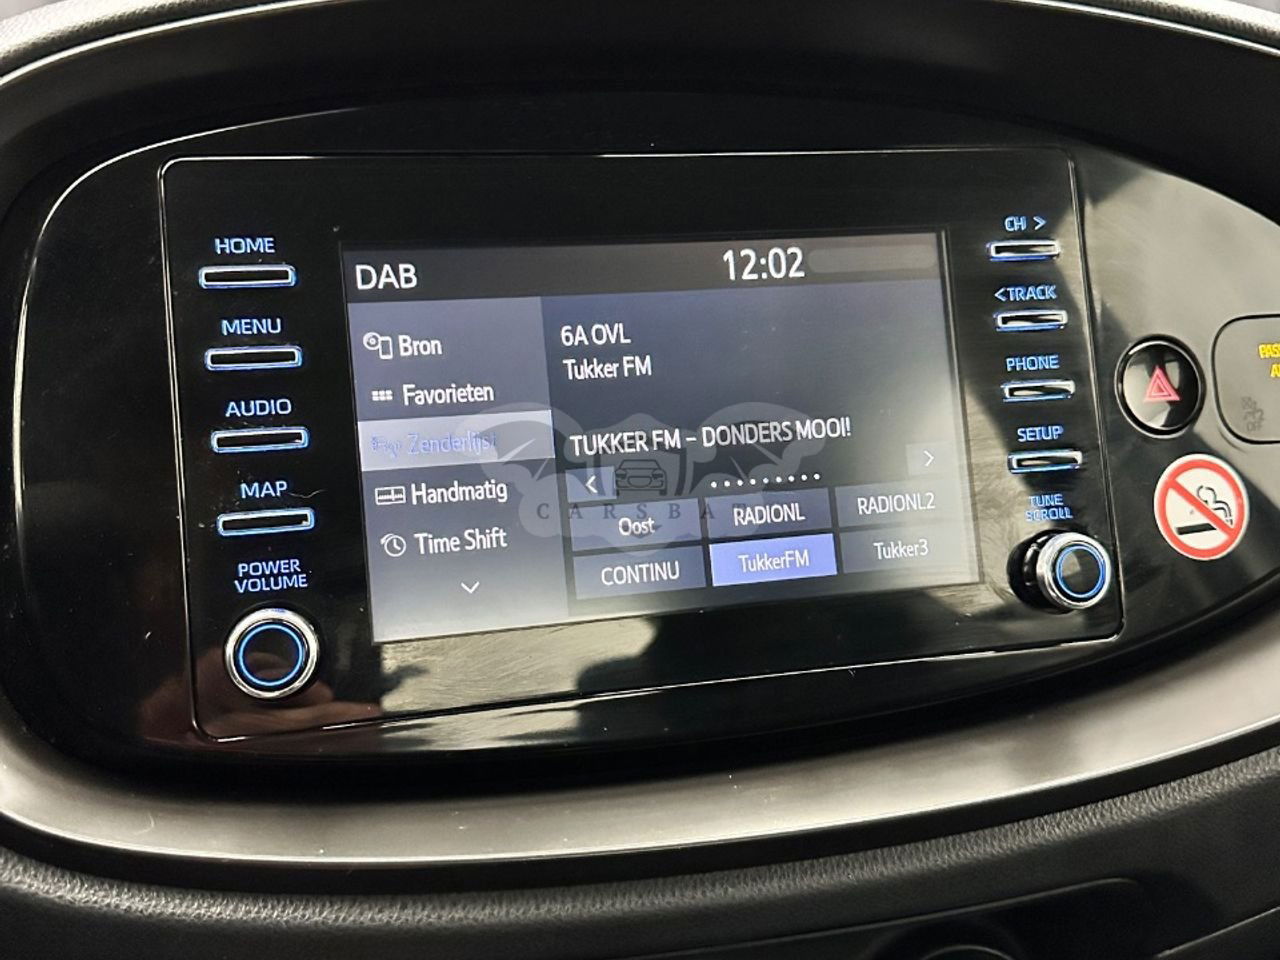 HOME
MENU
AUDIO
MAP
POWER
VOLUME
DAB
12:02
Bron
Favorieten
Zenderlijst
Handmatig
Time Shift
6A OVL
Tukker FM
TUKKER FM – DONDERS MOOI!
<
>
Oost
RADIONL
RADIONL2
CONTINU
TukkerFM
Tukker3
CARSBA
CH >
< TRACK
PHONE
SETUP
TUNE
SCROLL